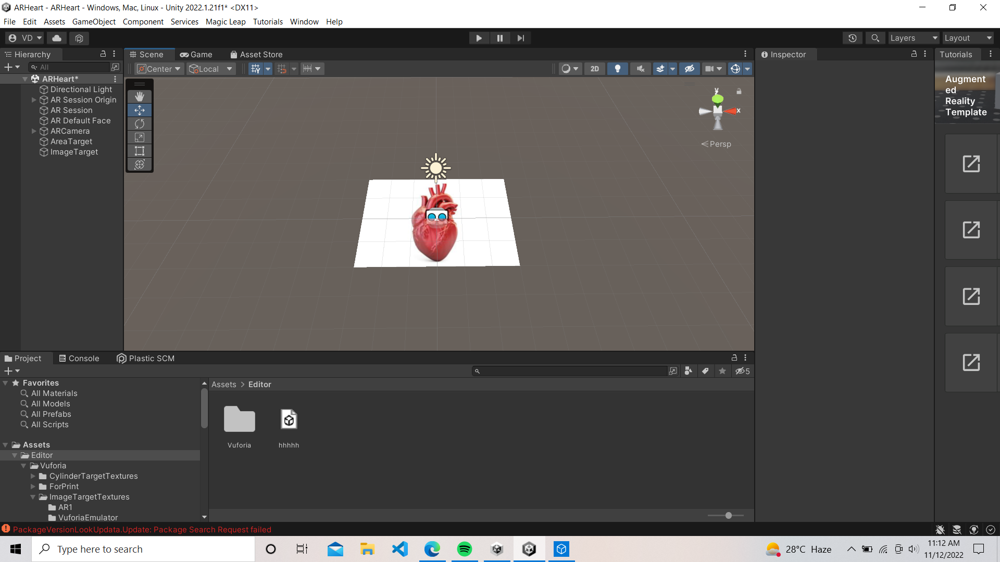 ARHeart - ARHeart - Windows, Mac, Linux - Unity 2022.1.21f1* <DX11>
File Edit Assets GameObject Component Services Magic Leap Tutorials Window Help
VD Layers Layout
Hierarchy Scene Game Asset Store Inspector Tutorials
All Center Local 2D
ARHeart*
Directional Light
AR Session Origin
AR Session
AR Default Face
ARCamera
AreaTarget
ImageTarget
y
x
Persp
Augment
ed
Reality
Template
Project Console Plastic SCM
5
Favorites
All Materials
All Models
All Prefabs
All Scripts
Assets
Editor
Vuforia
CylinderTargetTextures
ForPrint
ImageTargetTextures
AR1
VuforiaEmulator
Assets > Editor
Vuforia hhhhh
PackageVersionLookUpdata.Update: Package Search Request failed
Type here to search
28°C Haze
11:12 AM
11/12/2022